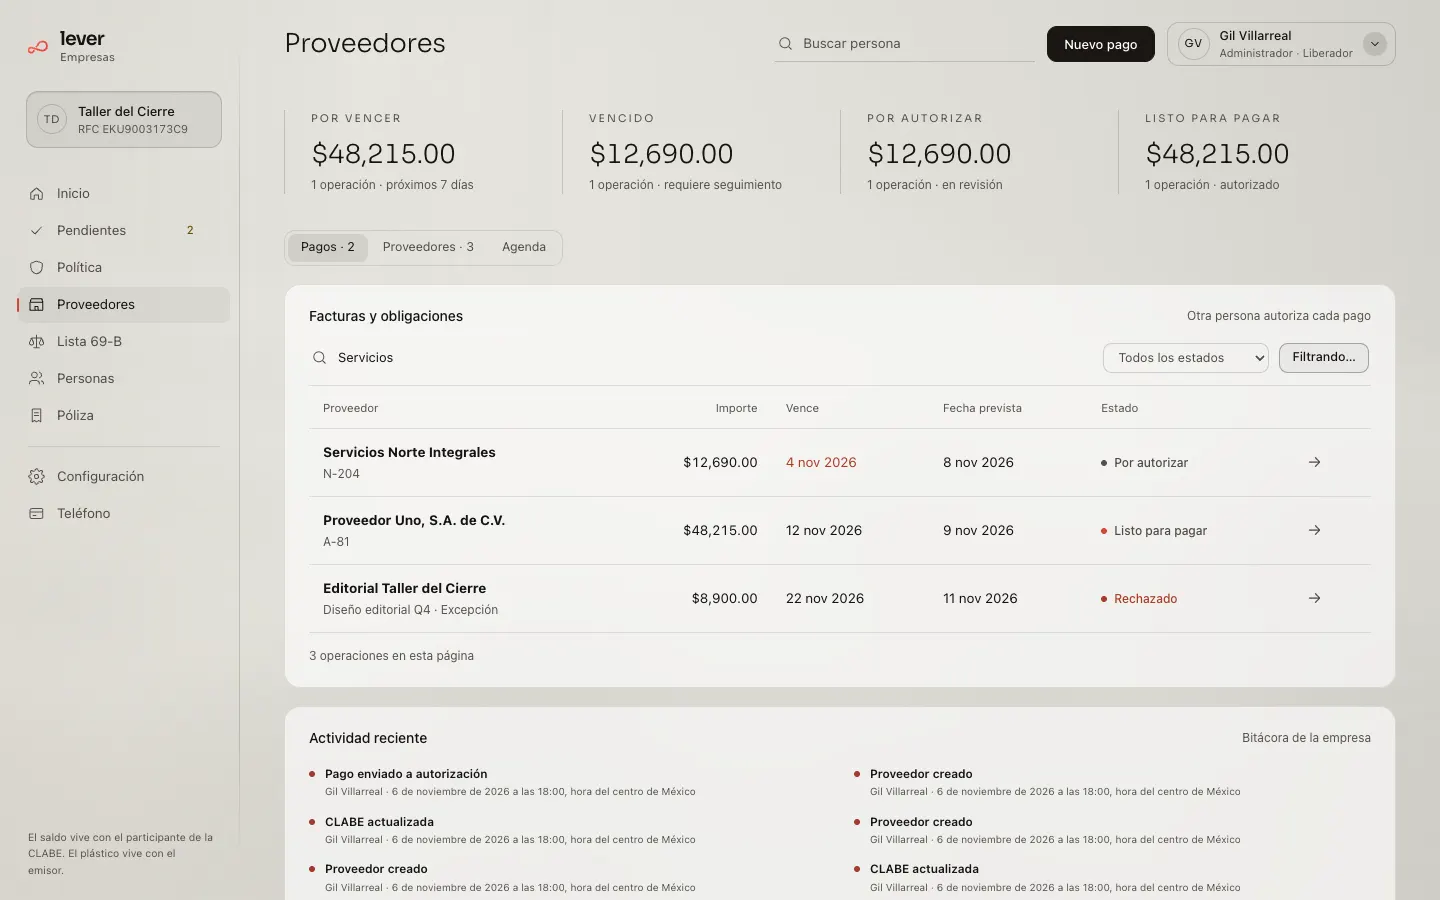 lever
Empresas
TD
Taller del Cierre
RFC EKU9003173C9
Inicio
Pendientes
2
Política
Proveedores
Lista 69-B
Personas
Póliza
Configuración
Teléfono
El saldo vive con el participante de la
CLABE. El plástico vive con el
emisor.
Proveedores
Buscar persona
Nuevo pago
GV
Gil Villarreal
Administrador · Liberador
POR VENCER
$48,215.00
1 operación · próximos 7 días
VENCIDO
$12,690.00
1 operación · requiere seguimiento
POR AUTORIZAR
$12,690.00
1 operación · en revisión
LISTO PARA PAGAR
$48,215.00
1 operación · autorizado
Pagos · 2
Proveedores · 3
Agenda
Facturas y obligaciones
Otra persona autoriza cada pago
Servicios
Todos los estados
Filtrando...
Proveedor
Importe
Vence
Fecha prevista
Estado
Servicios Norte Integrales
N-204
$12,690.00
4 nov 2026
8 nov 2026
Por autorizar
Proveedor Uno, S.A. de C.V.
A-81
$48,215.00
12 nov 2026
9 nov 2026
Listo para pagar
Editorial Taller del Cierre
Diseño editorial Q4 · Excepción
$8,900.00
22 nov 2026
11 nov 2026
Rechazado
3 operaciones en esta página
Actividad reciente
Bitácora de la empresa
Pago enviado a autorización
Gil Villarreal · 6 de noviembre de 2026 a las 18:00, hora del centro de México
Proveedor creado
Gil Villarreal · 6 de noviembre de 2026 a las 18:00, hora del centro de México
CLABE actualizada
Gil Villarreal · 6 de noviembre de 2026 a las 18:00, hora del centro de México
Proveedor creado
Gil Villarreal · 6 de noviembre de 2026 a las 18:00, hora del centro de México
Proveedor creado
Gil Villarreal · 6 de noviembre de 2026 a las 18:00, hora del centro de México
CLABE actualizada
Gil Villarreal · 6 de noviembre de 2026 a las 18:00, hora del centro de México